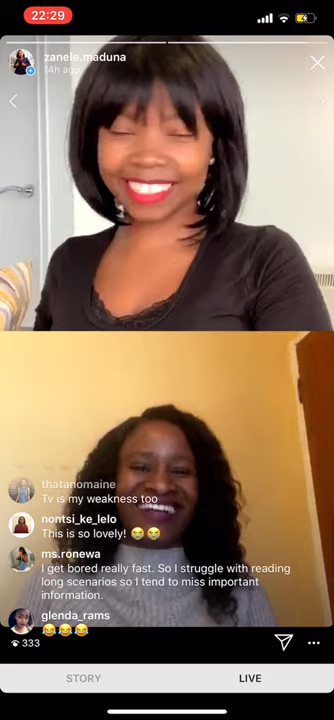 22:29
zanele.maduna
14h ago
thatanomaine
Tv is my weakness too
nontsi_ke_lelo
This is so lovely! 😭😭
ms.ronewa
I get bored really fast. So I struggle with reading
long scenarios so I tend to miss important
information.
glenda_rams
😂😂😂
333
STORY LIVE